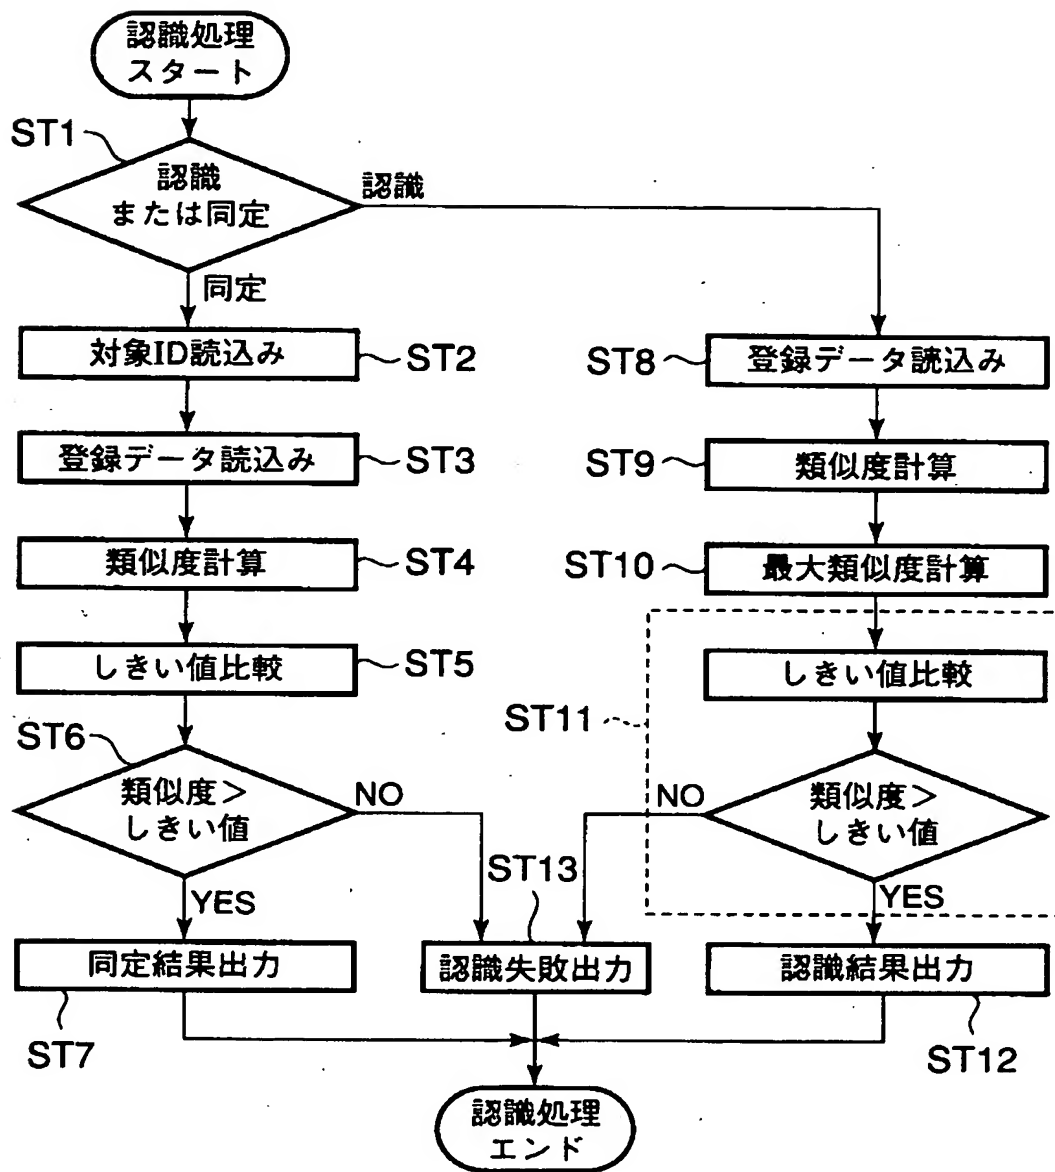 認識処理
スタート
ST1
認識
または同定
認識
同定
対象ID読込み
ST2
登録データ読込み
ST3
類似度計算
ST4
しきい値比較
ST5
ST6
類似度>
しきい値
NO
YES
同定結果出力
ST7
ST8
登録データ読込み
ST9
類似度計算
ST10
最大類似度計算
ST11
しきい値比較
類似度>
しきい値
NO
YES
ST13
認識失敗出力
認識結果出力
ST12
認識処理
エンド